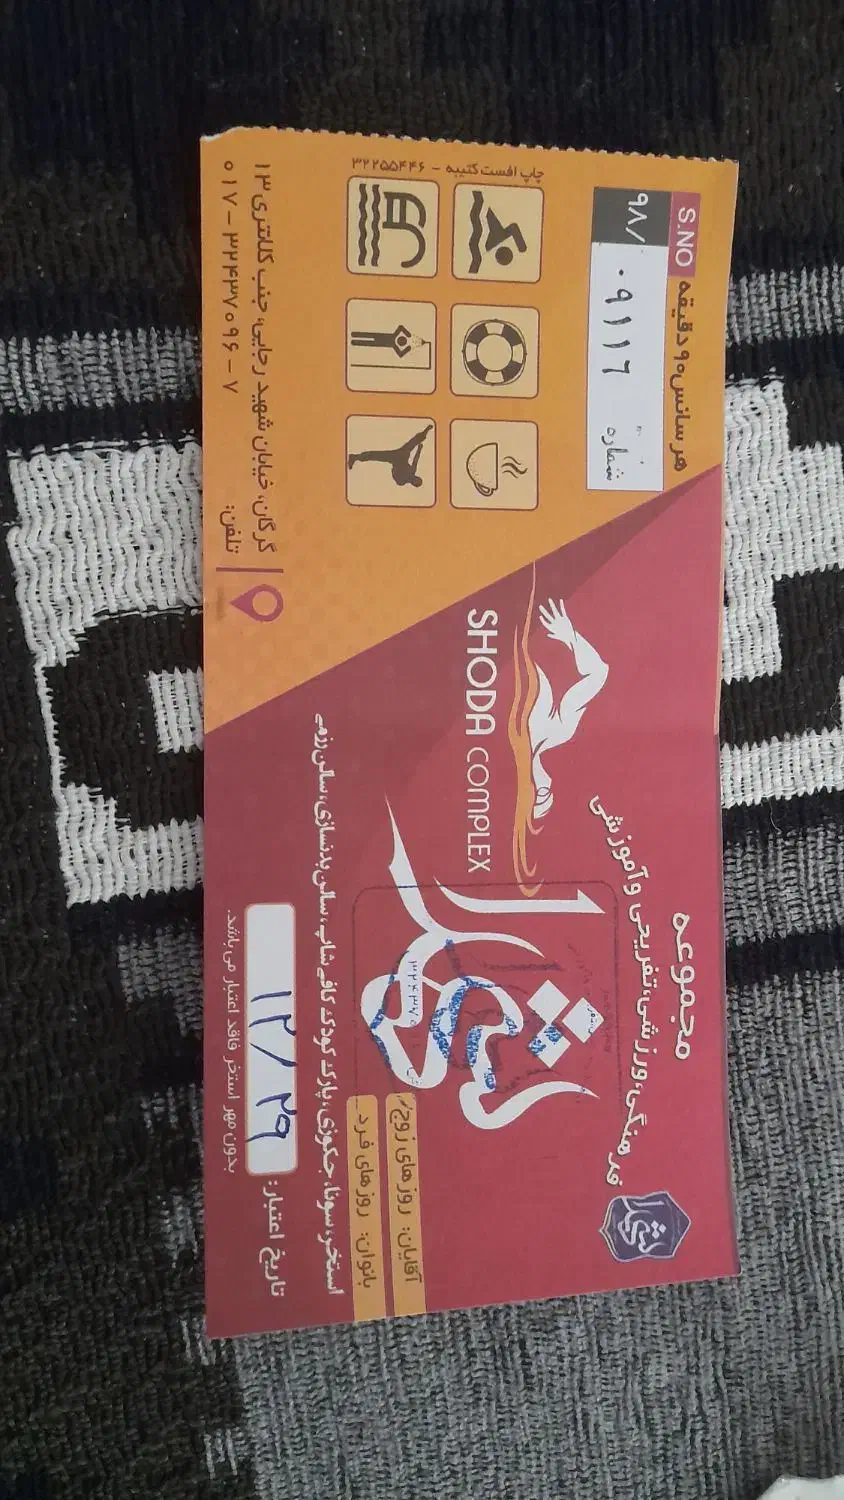 مجموعه
فرهنگی، ورزشی، تفریحی و آموزشی
شهدا
SHODA COMPLEX
آقایان: روزهای زوج
بانوان: روزهای فرد
استخر، سونا، جکوزی، پارک کودک، کافی شاپ، سالن بدنسازی، سالن رزمی
تاریخ اعتبار: ۱۲/۲۹
بدون مهر استخر فاقد اعتبار می باشد.
هر سانس ۹۰ دقیقه
S.NO
۹۸/
۰۹۱۱۶
شماره
چاپ افست کتیبه - ۳۲۲۵۵۴۴۶
گرگان، خیابان شهید رجایی، جنب کلانتری ۱۳
تلفن: ۰۱۷ - ۳۲۴۳۷۰۹۶ - ۷